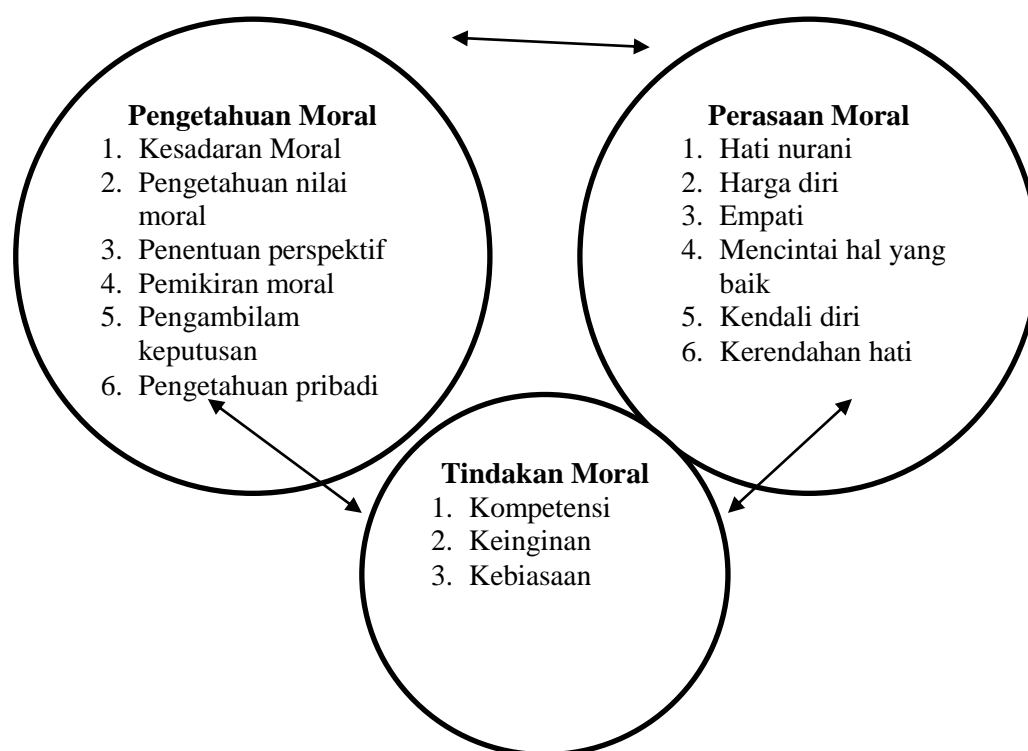 Pengetahuan Moral
1. Kesadaran Moral
2. Pengetahuan nilai
moral
3. Penentuan perspektif
4. Pemikiran moral
5. Pengambilam
keputusan
6. Pengetahuan pribadi
Perasaan Moral
1. Hati nurani
2. Harga diri
3. Empati
4. Mencintai hal yang
baik
5. Kendali diri
6. Kerendahan hati
Tindakan Moral
1. Kompetensi
2. Keinginan
3. Kebiasaan